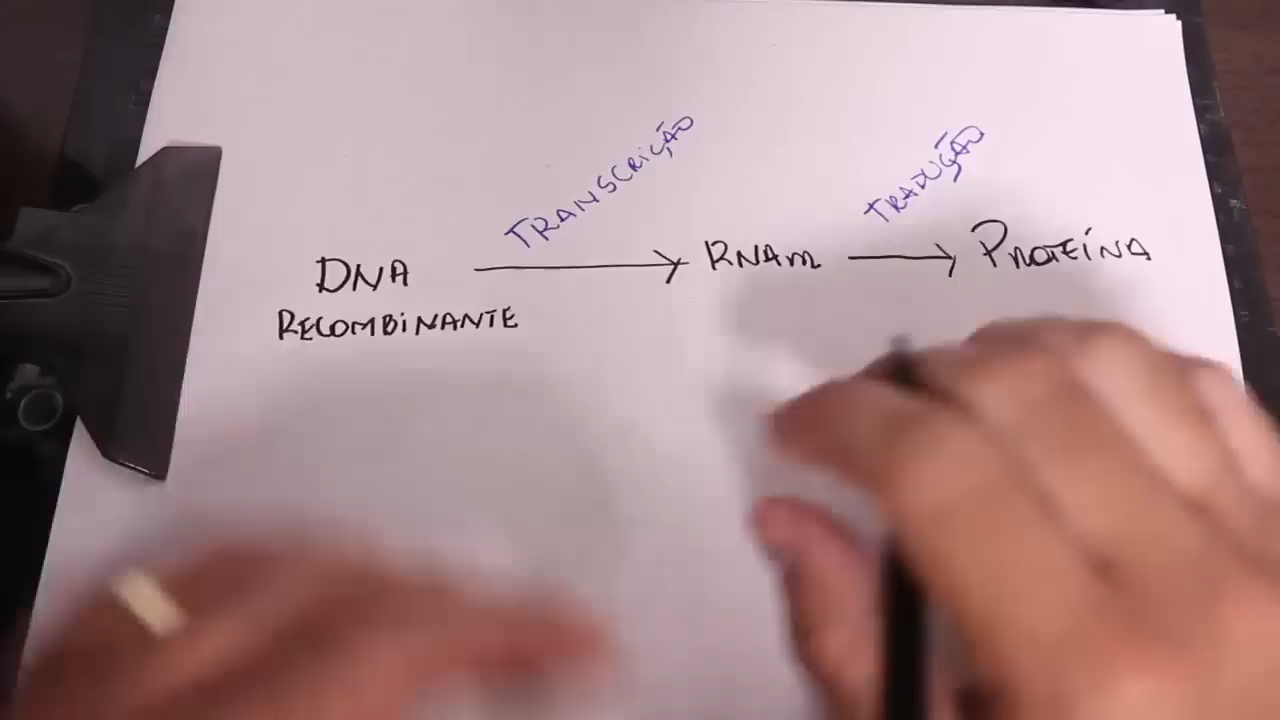 TRANSCRIÇÃO TRADUÇÃO
DNA → RNAm → PROTEÍNA
RECOMBINANTE